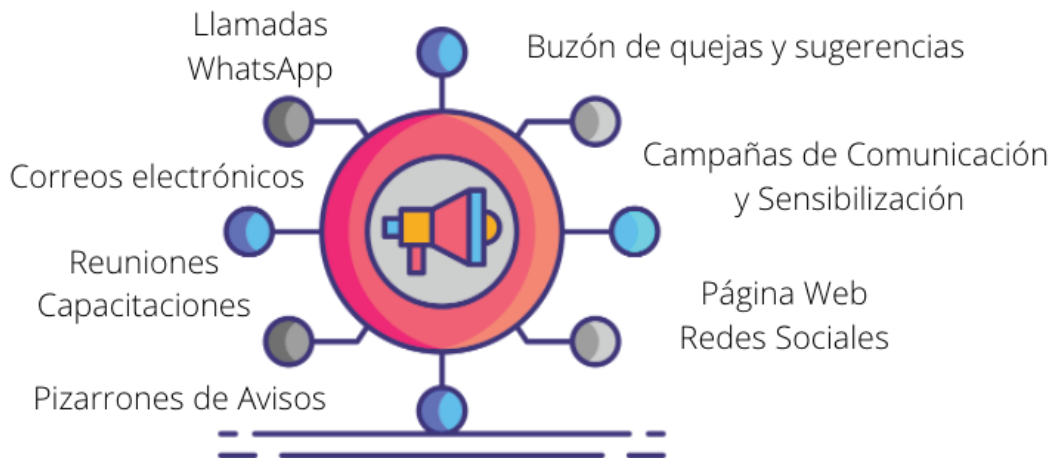 Llamadas
WhatsApp
Buzón de quejas y sugerencias
Correos electrónicos
Campañas de Comunicación
y Sensibilización
Reuniones
Capacitaciones
Página Web
Redes Sociales
Pizarrones de Avisos